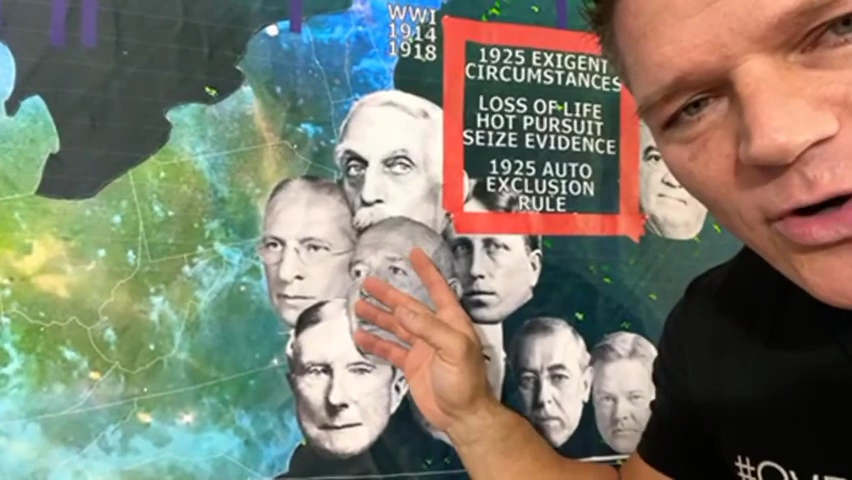 WWI
1914
1918
1925 EXIGENT
CIRCUMSTANCES
LOSS OF LIFE
HOT PURSUIT
SEIZE EVIDENCE
1925 AUTO
EXCLUSION
RULE